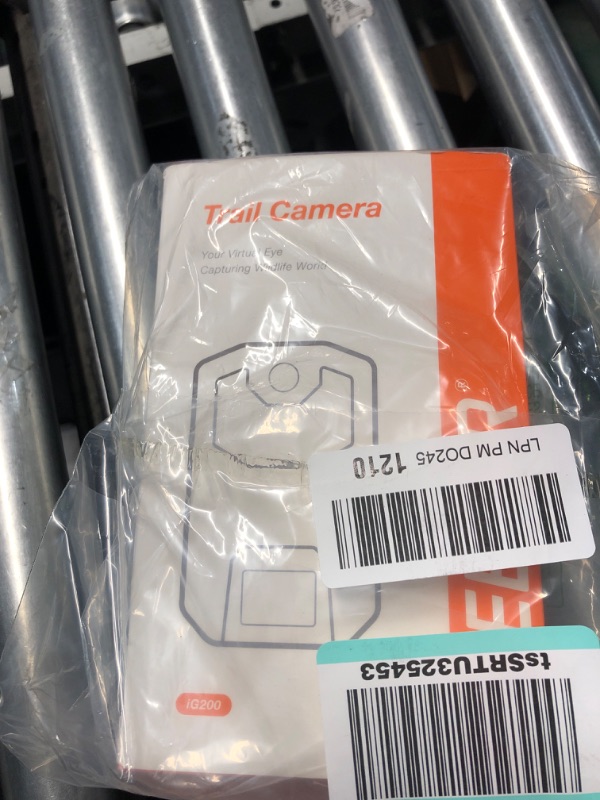 Trail Camera
Your Virtual Eye
Capturing Wildlife World
LPN PM DO245 1210
tsSRTU325453
IG200